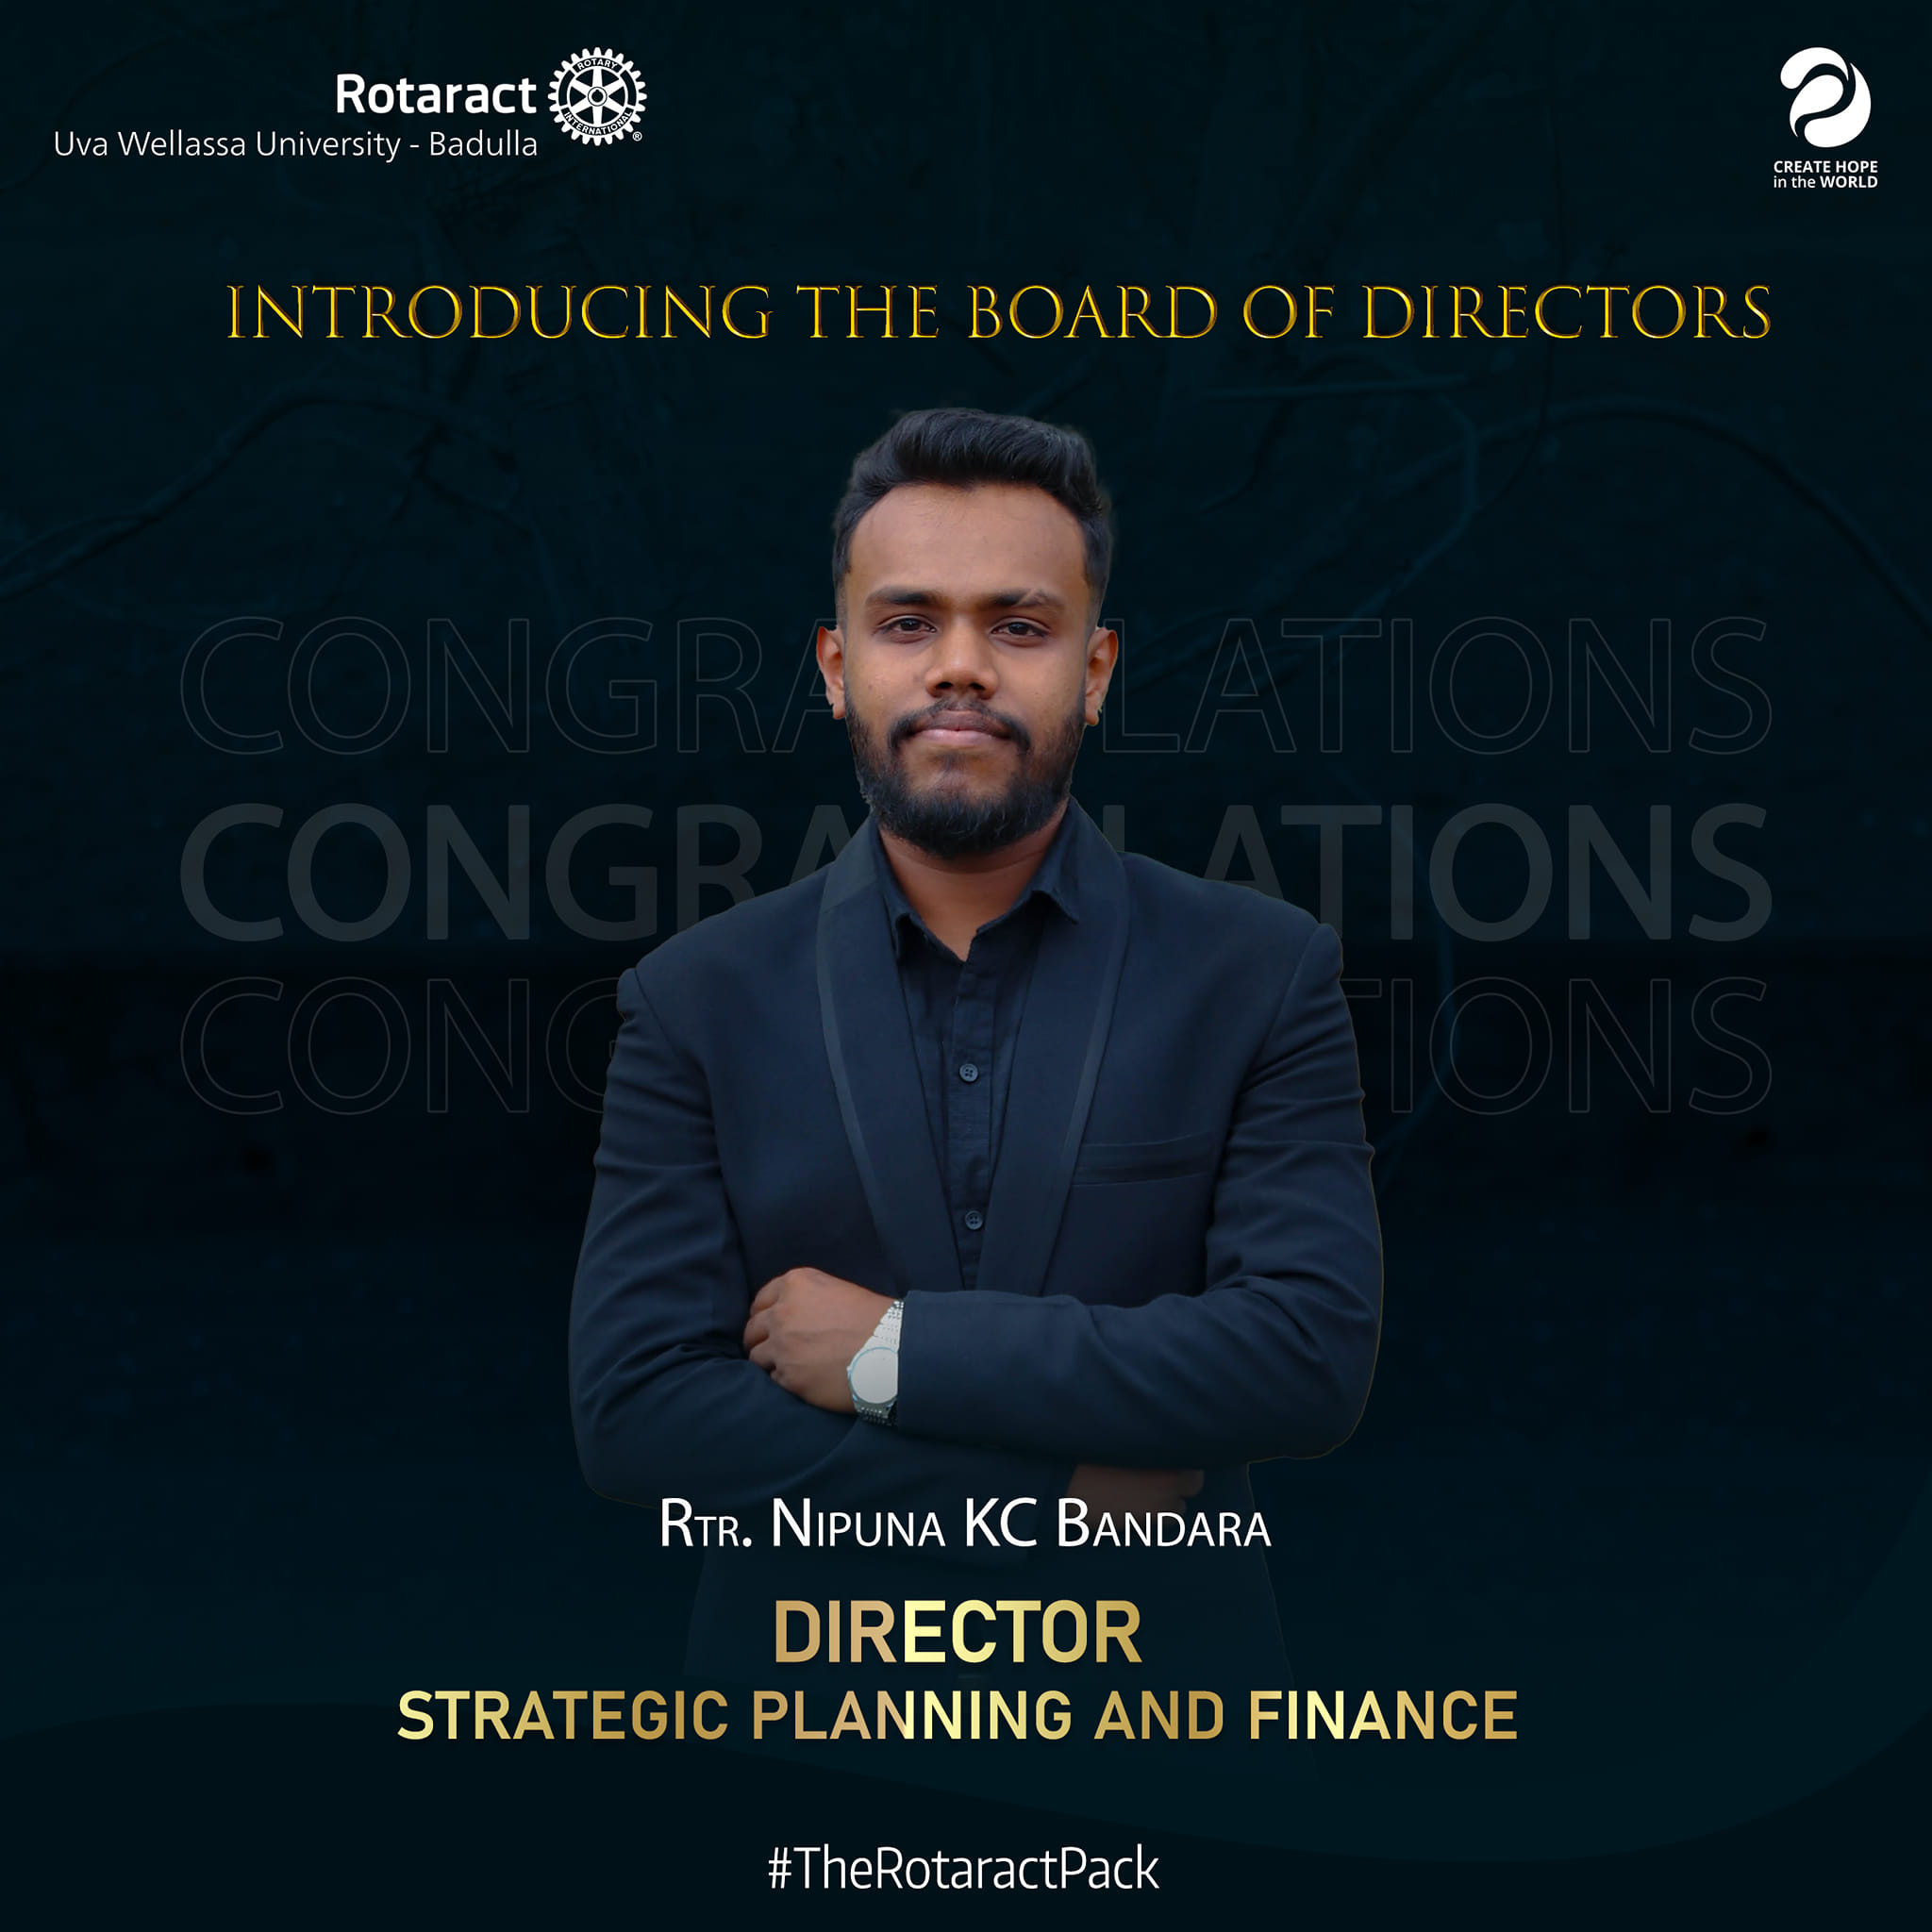 Rotaract
Uva Wellassa University - Badulla
ROTARY
INTERNATIONAL
®
CREATE HOPE
in the WORLD
INTRODUCING THE BOARD OF DIRECTORS
CONGRA LATIONS
CONGRA LATIONS
CONG TIONS
RTR. NIPUNA KC BANDARA
DIRECTOR
STRATEGIC PLANNING AND FINANCE
#TheRotaractPack